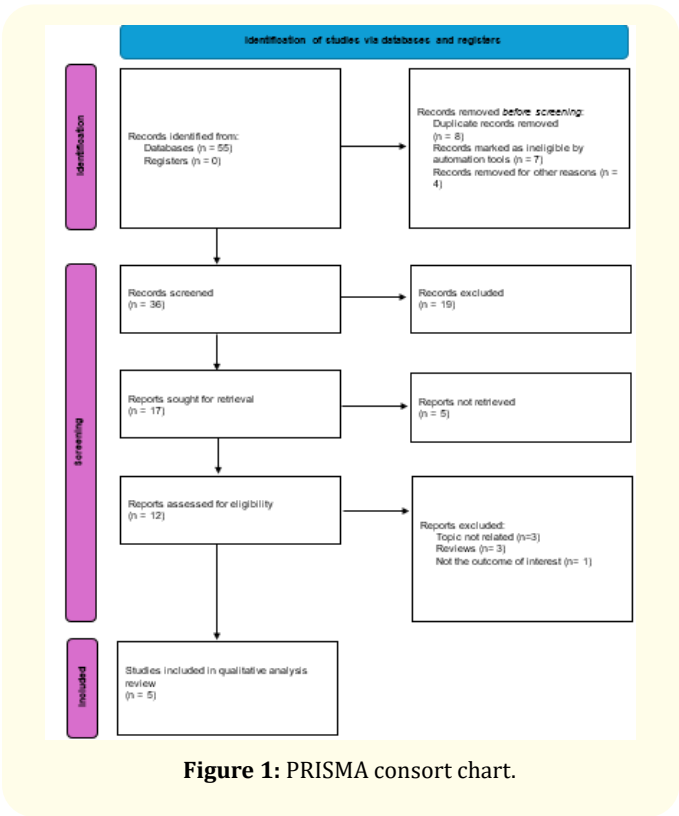 Identification of studies via databases and registers
Identification
Records identified from:
Databases (n = 55)
Registers (n = 0)
Records removed before screening:
Duplicate records removed
(n = 8)
Records marked as ineligible by
automation tools (n = 7)
Records removed for other reasons (n =
4)
Screening
Records screened
(n = 36)
Records excluded
(n = 19)
Reports sought for retrieval
(n = 17)
Reports not retrieved
(n = 5)
Reports assessed for eligibility
(n = 12)
Reports excluded:
Topic not related (n=3)
Reviews (n= 3)
Not the outcome of interest (n= 1)
Included
Studies included in qualitative analysis
review
(n = 5)
Figure 1: PRISMA consort chart.